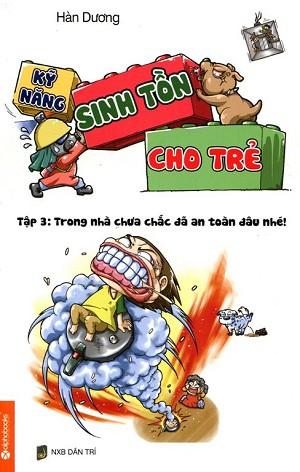 Hàn Dương
KỸ
NĂNG
SINH TỒN
CHO TRẺ
Tập 3: Trong nhà chưa chắc đã an toàn đâu nhé!
alphabooks
NXB DÂN TRÍ